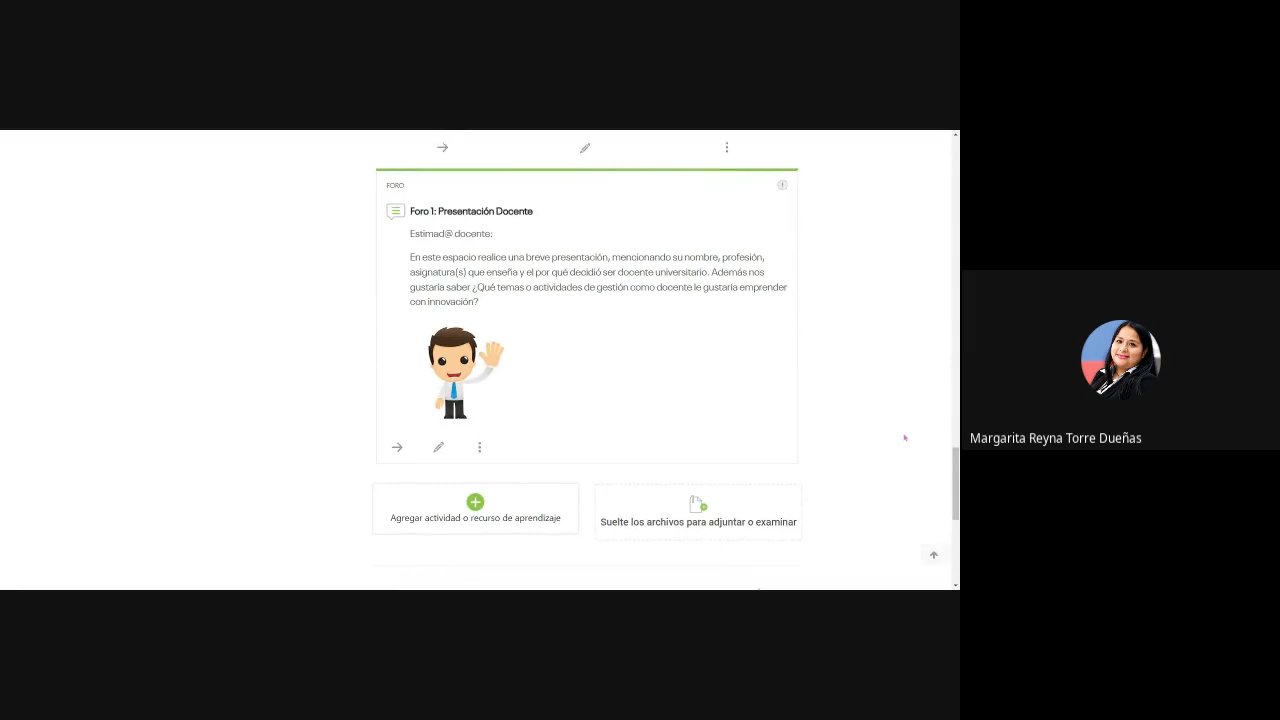 FORO
Foro 1: Presentación Docente
Estimad@ docente:
En este espacio realice una breve presentación, mencionando su nombre, profesión,
asignatura(s) que enseña y el por qué decidió ser docente universitario. Además nos
gustaría saber ¿Qué temas o actividades de gestión como docente le gustaría emprender
con innovación?
Agregar actividad o recurso de aprendizaje
Suelte los archivos para adjuntar o examinar
Margarita Reyna Torre Dueñas